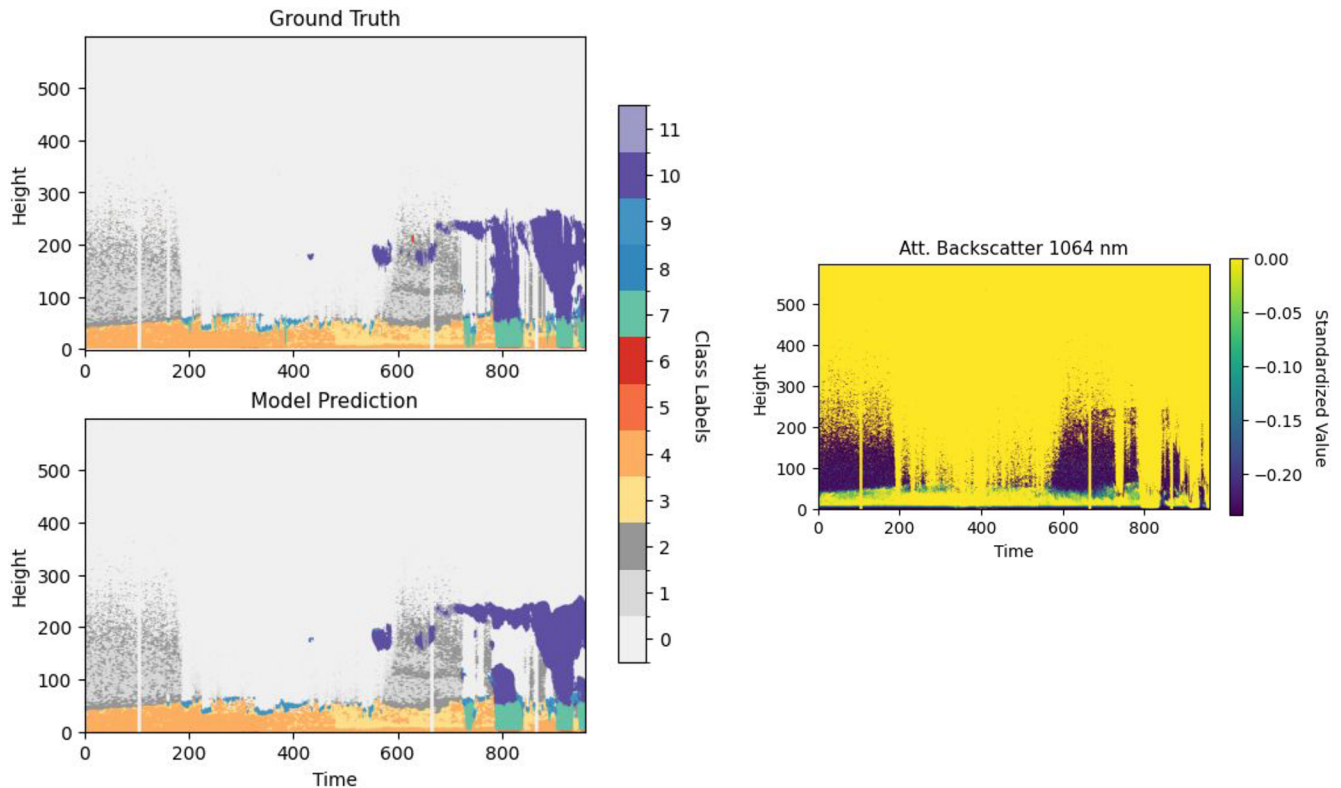 Ground Truth
Height
500
400
300
200
100
0
0 200 400 600 800
Model Prediction
Height
500
400
300
200
100
0
0 200 400 600 800
Time
11
10
9
8
7
6
5
4
3
2
1
0
Class Labels
Att. Backscatter 1064 nm
Height
500
400
300
200
100
0
0 200 400 600 800
Time
0.00
−0.05
−0.10
−0.15
−0.20
Standardized Value